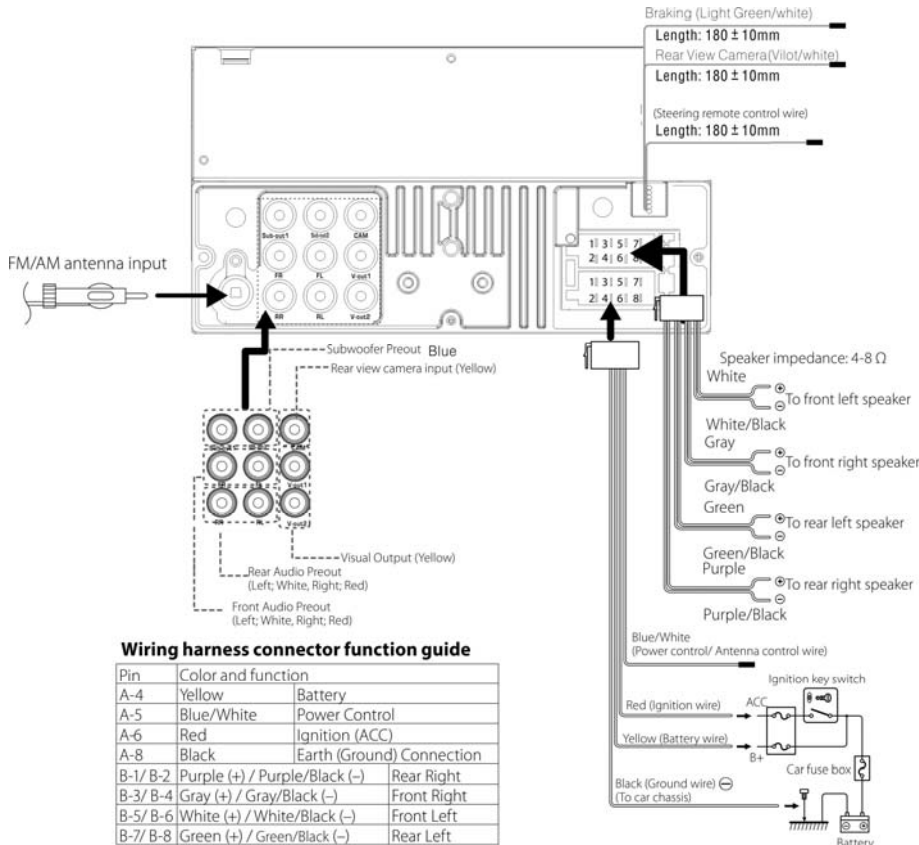 Braking (Light Green/white)
Length: 180 ± 10mm
Rear View Camera(Vilot/white)
Length: 180 ± 10mm
(Steering remote control wire)
Length: 180 ± 10mm
Sub-out1 CAM
FR FL V-out1
RR RL V-out2
1 3 5 7
2 4 6 8
1 3 5 7
2 4 6 8
FM/AM antenna input
Subwoofer Preout Blue
Rear view camera input (Yellow)
V-out1
RR RL V-out2
Visual Output (Yellow)
Rear Audio Preout
(Left; White, Right; Red)
Front Audio Preout
(Left; White, Right; Red)
Speaker impedance: 4-8 Ω
White
⊕
⊖
To front left speaker
White/Black
Gray
⊕
⊖
To front right speaker
Gray/Black
Green
⊕
⊖
To rear left speaker
Green/Black
Purple
⊕
⊖
To rear right speaker
Purple/Black
Blue/White
(Power control/ Antenna control wire)
Ignition key switch
Red (Ignition wire)
ACC
Yellow (Battery wire)
B+
Car fuse box
Black (Ground wire) ⊖
(To car chassis)
Battery
Wiring harness connector function guide
Pin Color and function
A-4 Yellow Battery
A-5 Blue/White Power Control
A-6 Red Ignition (ACC)
A-8 Black Earth (Ground) Connection
B-1/ B-2 Purple (+) / Purple/Black (–) Rear Right
B-3/ B-4 Gray (+) / Gray/Black (–) Front Right
B-5/ B-6 White (+) / White/Black (–) Front Left
B-7/ B-8 Green (+) / Green/Black (–) Rear Left